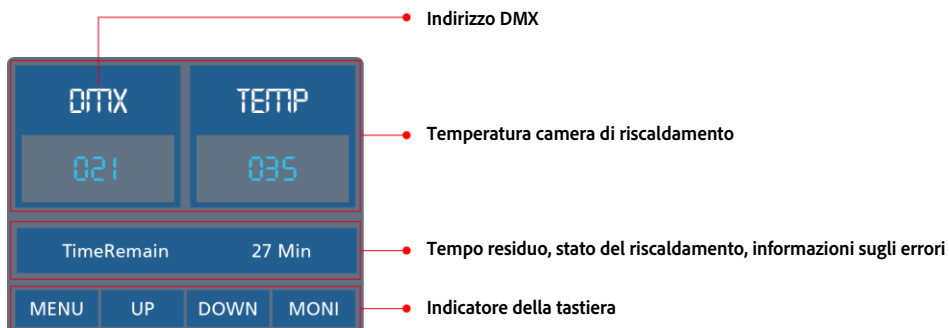 Indirizzo DMX
DMX TEMP
Temperatura camera di riscaldamento
021 035
TimeRemain 27 Min
Tempo residuo, stato del riscaldamento, informazioni sugli errori
MENU UP DOWN MONI
Indicatore della tastiera